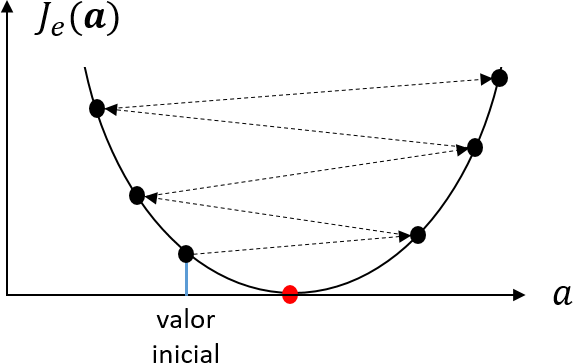 Jₑ(𝒂)
a
valor
inicial